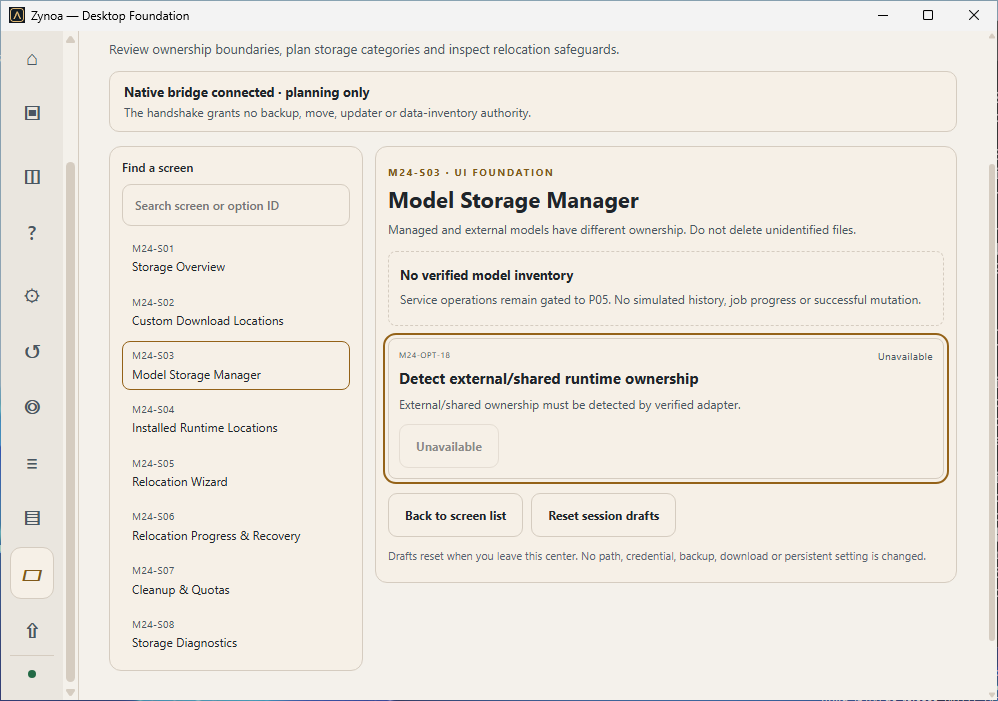 Zynoa — Desktop Foundation
Review ownership boundaries, plan storage categories and inspect relocation safeguards.
Native bridge connected · planning only
The handshake grants no backup, move, updater or data-inventory authority.
Find a screen
Search screen or option ID
M24-S01
Storage Overview
M24-S02
Custom Download Locations
M24-S03
Model Storage Manager
M24-S04
Installed Runtime Locations
M24-S05
Relocation Wizard
M24-S06
Relocation Progress & Recovery
M24-S07
Cleanup & Quotas
M24-S08
Storage Diagnostics
M24-S03 · UI FOUNDATION
Model Storage Manager
Managed and external models have different ownership. Do not delete unidentified files.
No verified model inventory
Service operations remain gated to P05. No simulated history, job progress or successful mutation.
M24-OPT-18
Unavailable
Detect external/shared runtime ownership
External/shared ownership must be detected by verified adapter.
Unavailable
Back to screen list
Reset session drafts
Drafts reset when you leave this center. No path, credential, backup, download or persistent setting is changed.